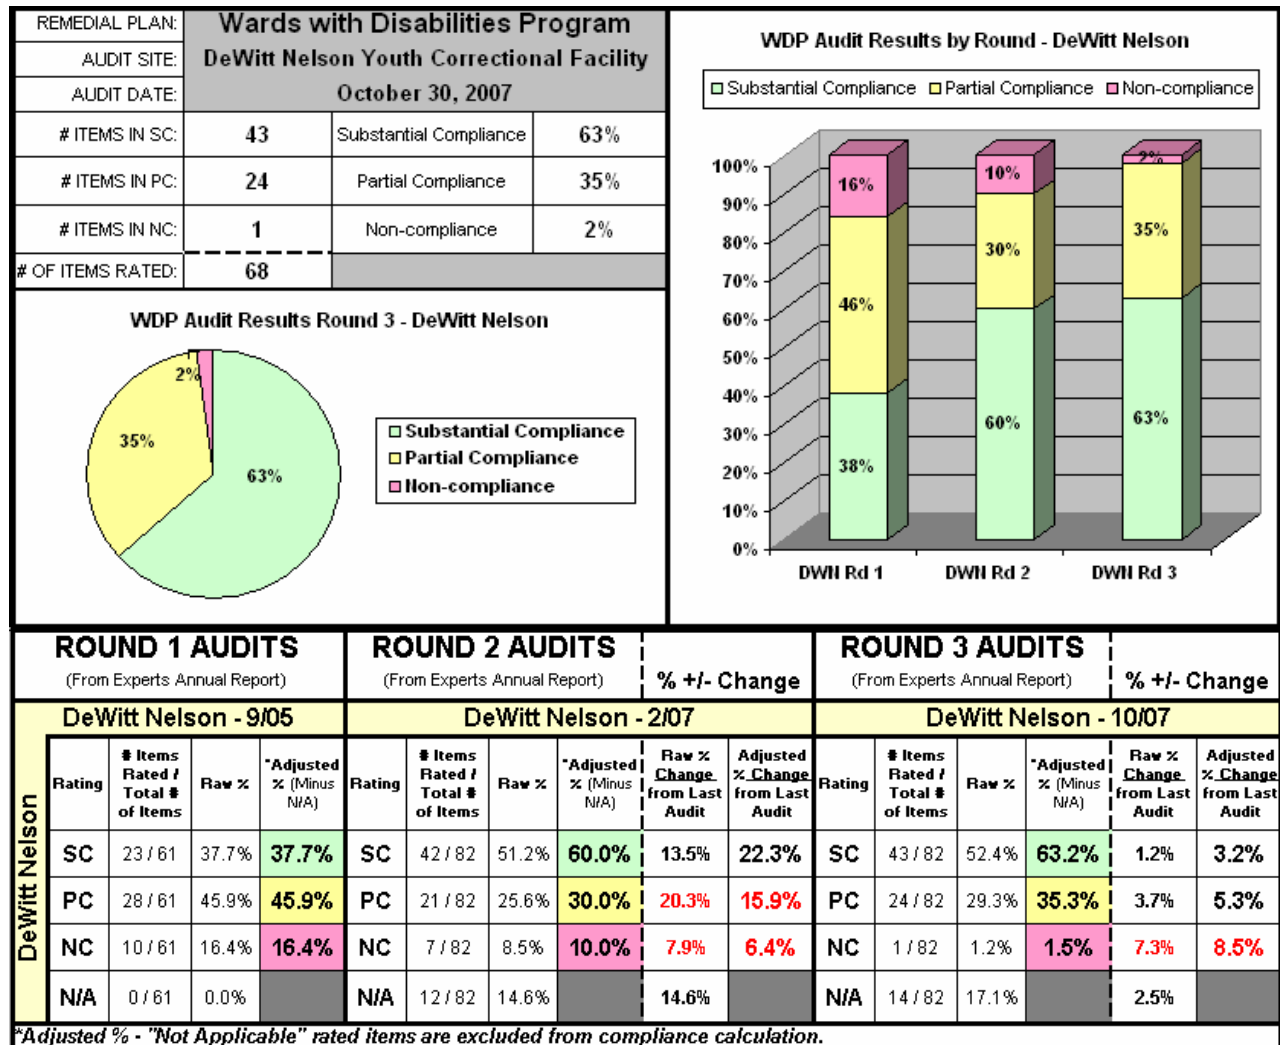 REMEDIAL PLAN: Wards with Disabilities Program
AUDIT SITE: DeWitt Nelson Youth Correctional Facility
AUDIT DATE: October 30, 2007
# ITEMS IN SC: 43 Substantial Compliance 63%
# ITEMS IN PC: 24 Partial Compliance 35%
# ITEMS IN NC: 1 Non-compliance 2%
# OF ITEMS RATED: 68
WDP Audit Results Round 3 - DeWitt Nelson
2%
35%
63%
Substantial Compliance
Partial Compliance
Non-compliance
WDP Audit Results by Round - DeWitt Nelson
Substantial Compliance Partial Compliance Non-compliance
100%
90%
80%
70%
60%
50%
40%
30%
20%
10%
0%
16%
46%
38%
10%
30%
60%
2%
35%
63%
DWN Rd 1 DWN Rd 2 DWN Rd 3
ROUND 1 AUDITS
(From Experts Annual Report)
ROUND 2 AUDITS
(From Experts Annual Report)
% +/- Change
ROUND 3 AUDITS
(From Experts Annual Report)
% +/- Change
DeWitt Nelson - 9/05 DeWitt Nelson - 2/07 DeWitt Nelson - 10/07
DeWitt Nelson
Rating
# Items
Rated /
Total #
of Items
Raw %
*Adjusted
% (Minus
N/A)
Rating
# Items
Rated /
Total #
of Items
Raw %
*Adjusted
% (Minus
N/A)
Raw %
Change
from Last
Audit
Adjusted
% Change
from Last
Audit
Rating
# Items
Rated /
Total #
of Items
Raw %
*Adjusted
% (Minus
N/A)
Raw %
Change
from Last
Audit
Adjusted
% Change
from Last
Audit
SC 23 / 61 37.7% 37.7% SC 42 / 82 51.2% 60.0% 13.5% 22.3% SC 43 / 82 52.4% 63.2% 1.2% 3.2%
PC 28 / 61 45.9% 45.9% PC 21 / 82 25.6% 30.0% 20.3% 15.9% PC 24 / 82 29.3% 35.3% 3.7% 5.3%
NC 10 / 61 16.4% 16.4% NC 7 / 82 8.5% 10.0% 7.9% 6.4% NC 1 / 82 1.2% 1.5% 7.3% 8.5%
N/A 0 / 61 0.0% N/A 12 / 82 14.6% 14.6% N/A 14 / 82 17.1% 2.5%
*Adjusted % - "Not Applicable" rated items are excluded from compliance calculation.